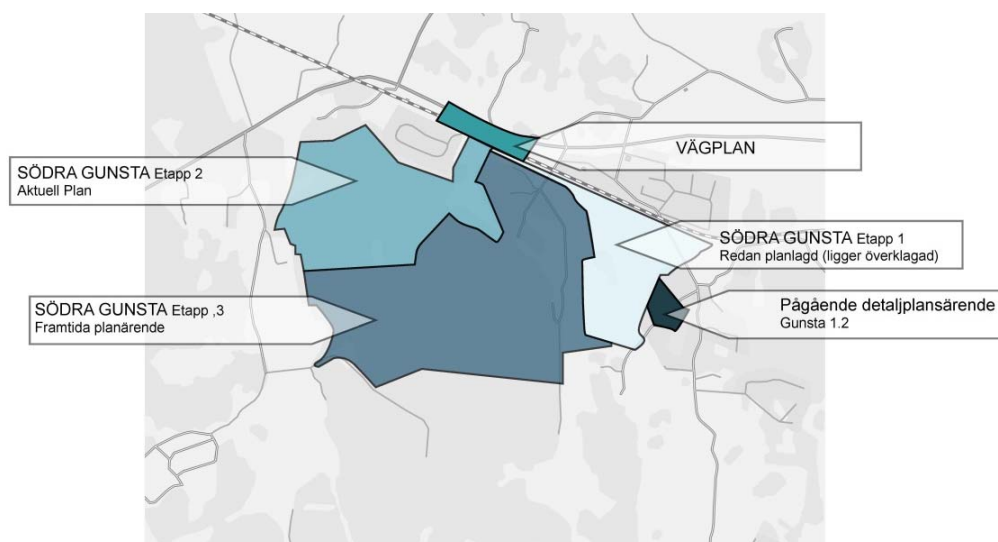 VÄGPLAN
SÖDRA GUNSTA Etapp 2
Aktuell Plan
SÖDRA GUNSTA Etapp 1
Redan planlagd (ligger överklagad)
SÖDRA GUNSTA Etapp ,3
Framtida planärende
Pågående detaljplansärende
Gunsta 1.2